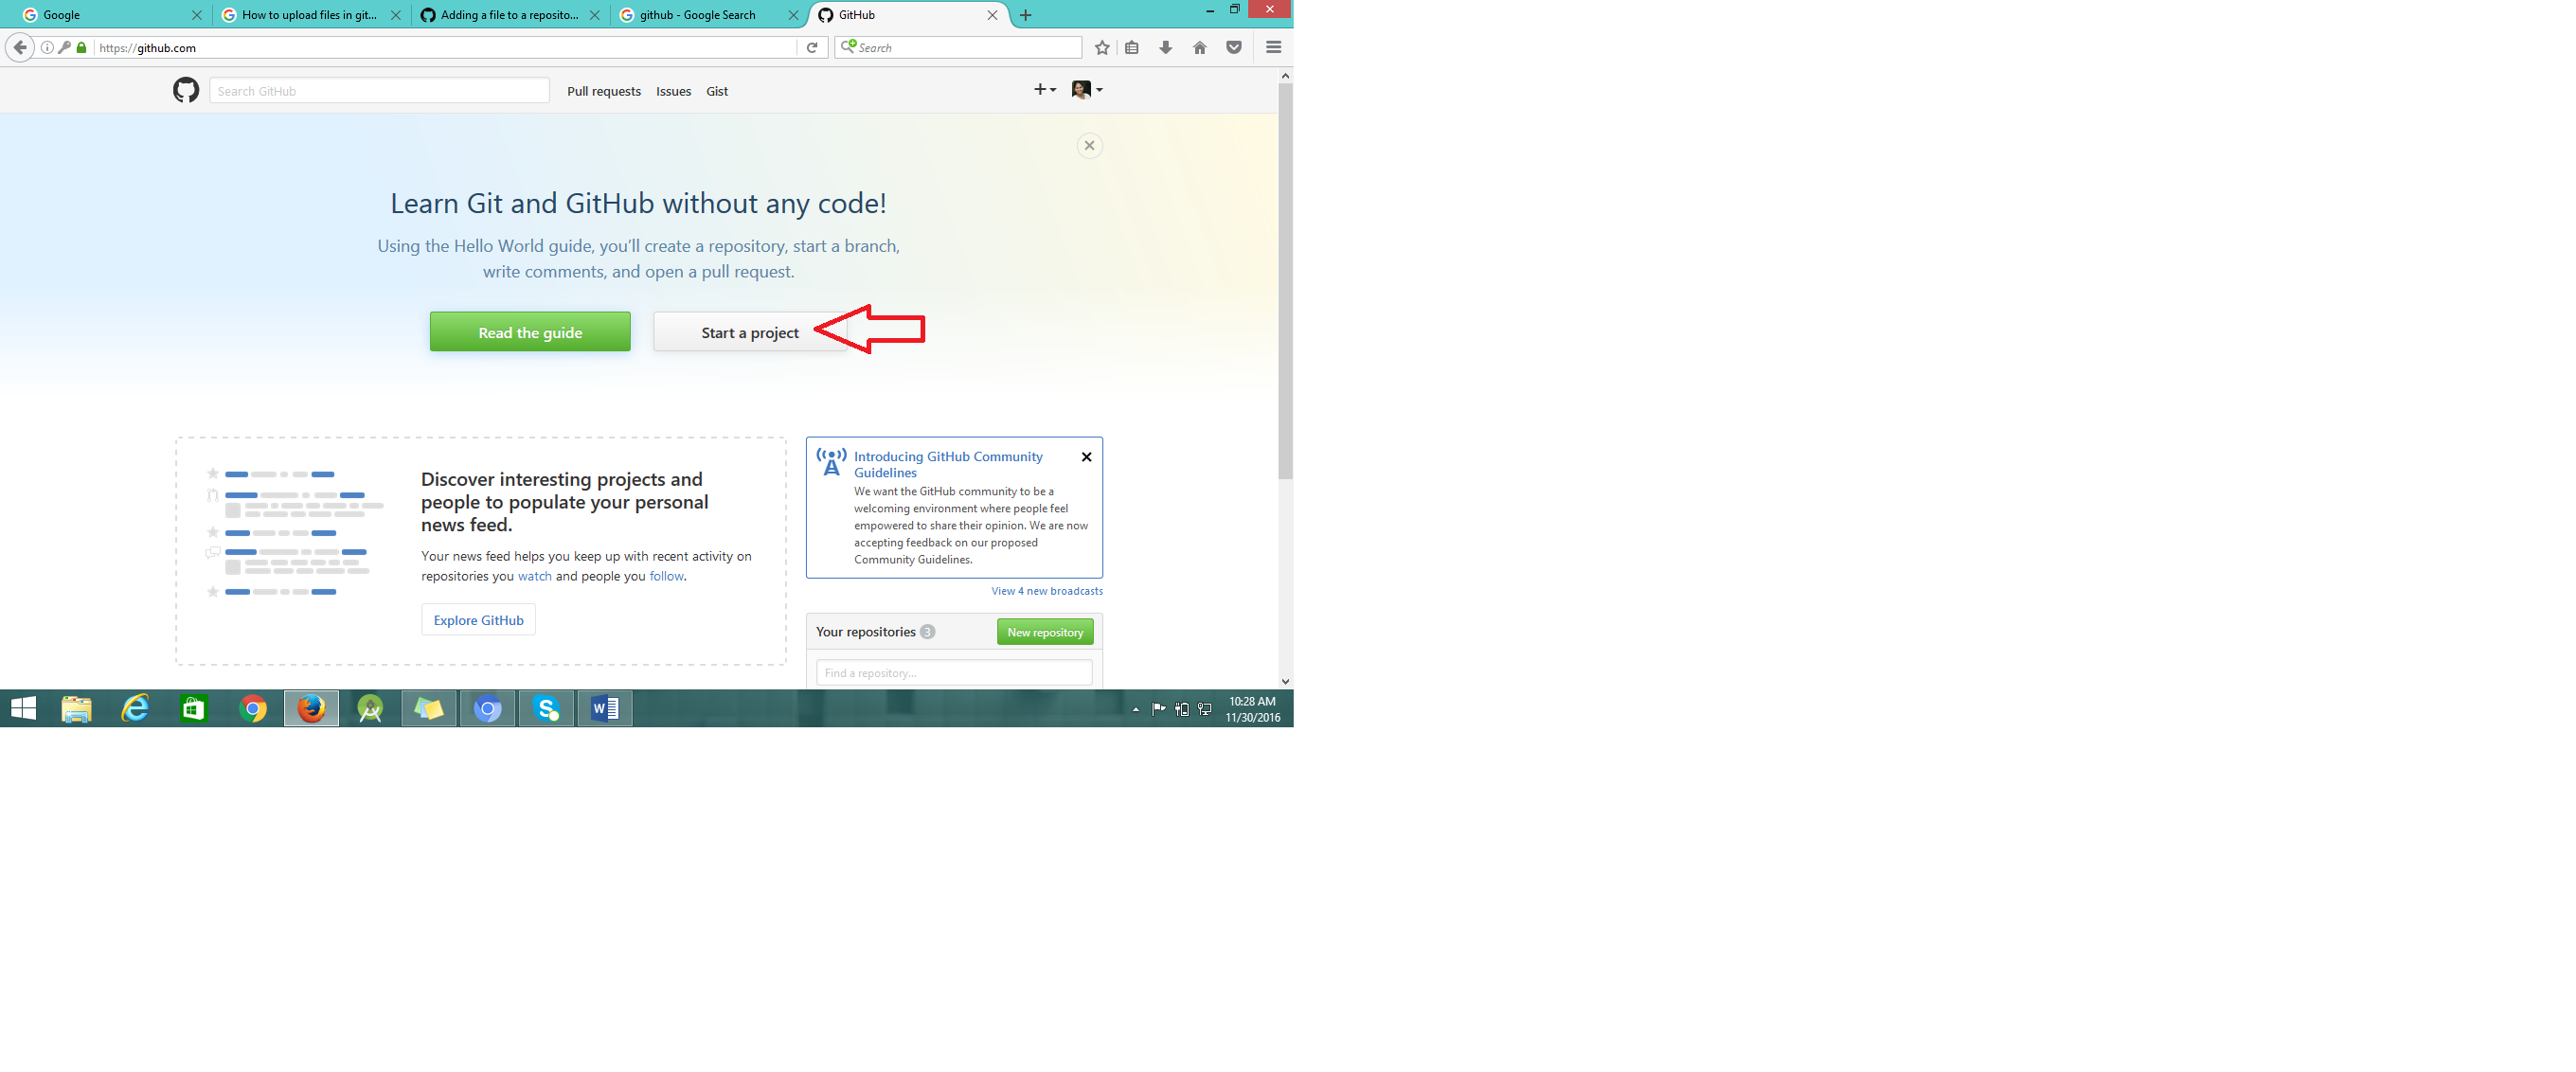 Google
How to upload files in git...
Adding a file to a reposito...
github - Google Search
GitHub
https://github.com
Search
Search GitHub
Pull requests
Issues
Gist
Learn Git and GitHub without any code!
Using the Hello World guide, you'll create a repository, start a branch,
write comments, and open a pull request.
Read the guide
Start a project
Discover interesting projects and
people to populate your personal
news feed.
Your news feed helps you keep up with recent activity on
repositories you watch and people you follow.
Explore GitHub
Introducing GitHub Community
Guidelines
We want the GitHub community to be a
welcoming environment where people feel
empowered to share their opinion. We are now
accepting feedback on our proposed
Community Guidelines.
View 4 new broadcasts
Your repositories 3
New repository
Find a repository...
10:28 AM
11/30/2016